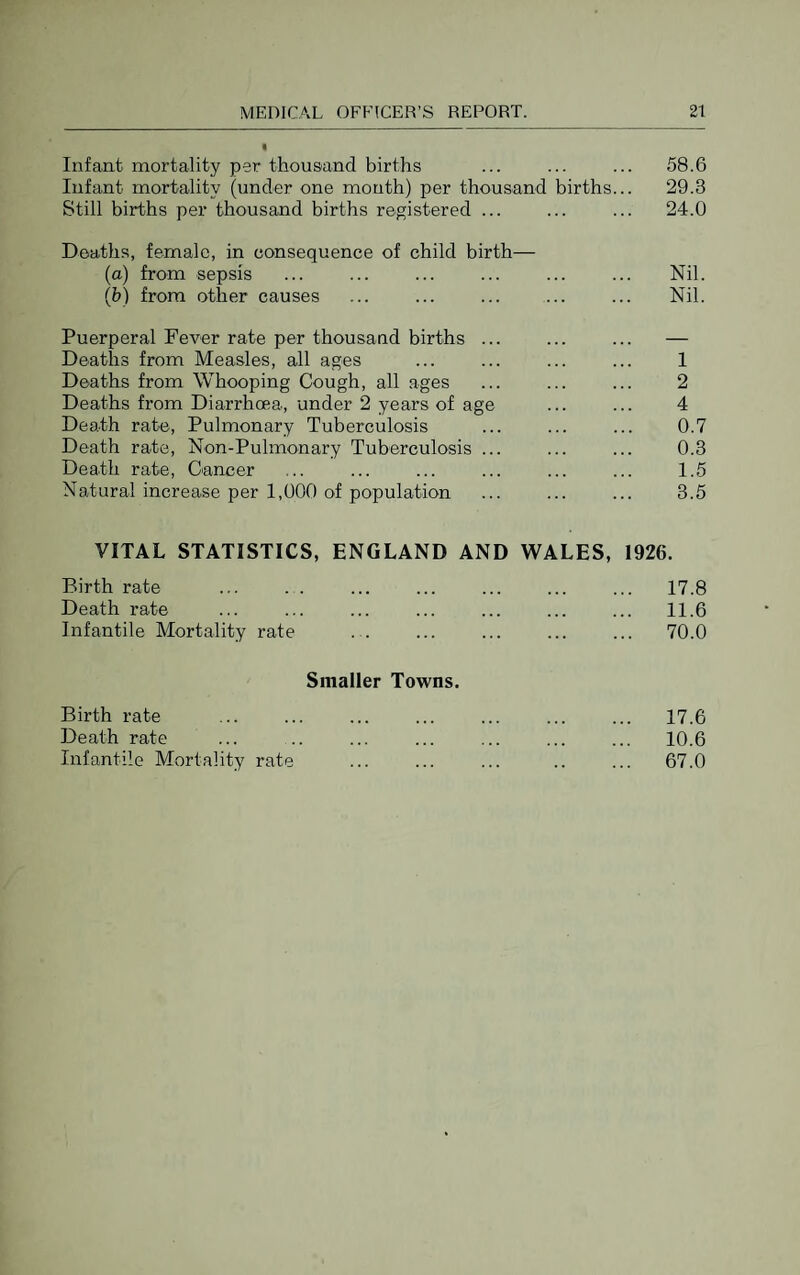 MEDICAL OFFICER'S REPORT. 21
Infant mortality per thousand births ... ... ... 58.6
Infant mortality (under one month) per thousand births... 29.3
Still births per thousand births registered ... ... ... 24.0
Deaths, female, in consequence of child birth—
(a) from sepsis ... ... ... ... ... ... Nil.
(b) from other causes ... ... ... ... ... Nil.
Puerperal Fever rate per thousand births ... ... ... —
Deaths from Measles, all ages ... ... ... ... 1
Deaths from Whooping Cough, all ages ... ... ... 2
Deaths from Diarrhœa, under 2 years of age ... ... 4
Death rate, Pulmonary Tuberculosis ... ... ... 0.7
Death rate, Non-Pulmonary Tuberculosis ... ... ... 0.3
Death rate, Cancer ... ... ... ... ... ... 1.5
Natural increase per 1,000 of population ... ... ... 3.5
VITAL STATISTICS, ENGLAND AND WALES, 1926.
Birth rate ... ... ... ... ... ... ... 17.8
Death rate ... ... ... ... ... ... ... 11.6
Infantile Mortality rate ... ... ... ... ... 70.0
Smaller Towns.
Birth rate ... ... ... ... ... ... ... 17.6
Death rate ... .. ... ... ... ... ... 10.6
Infantile Mortality rate ... ... ... .. ... 67.0